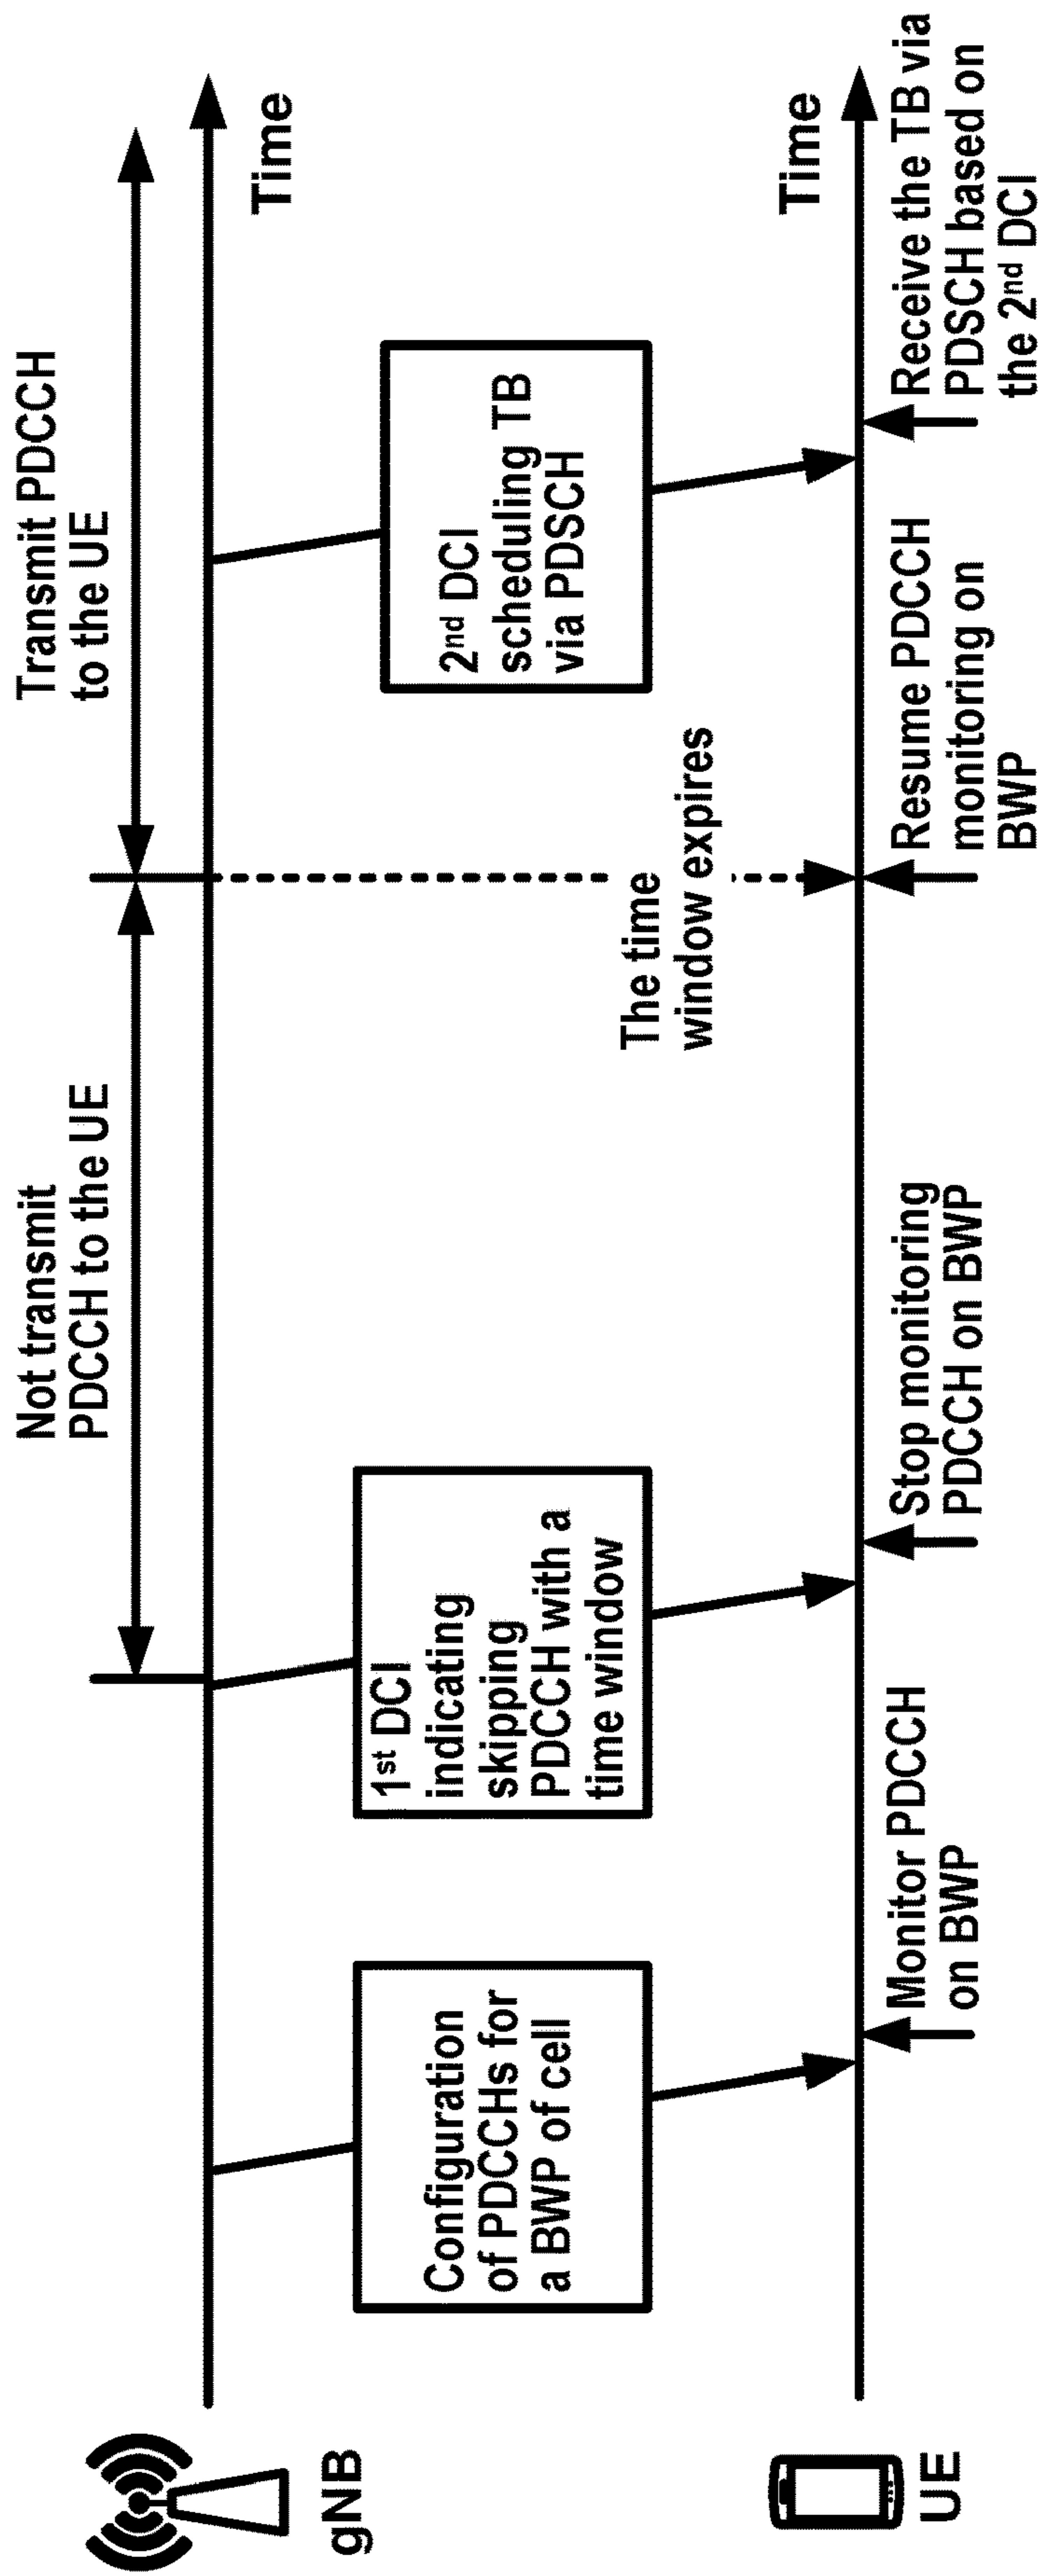 Not transmit
PDCCH to the UE
Transmit PDCCH
to the UE
gNB
Time
Configuration
of PDCCHs for
a BWP of cell
1st DCI
indicating
skipping
PDCCH with a
time window
The time
window expires
2nd DCI
scheduling TB
via PDSCH
UE
Time
Monitor PDCCH
on BWP
Stop monitoring
PDCCH on BWP
Resume PDCCH
monitoring on
BWP
Receive the TB via
PDSCH based on
the 2nd DCI